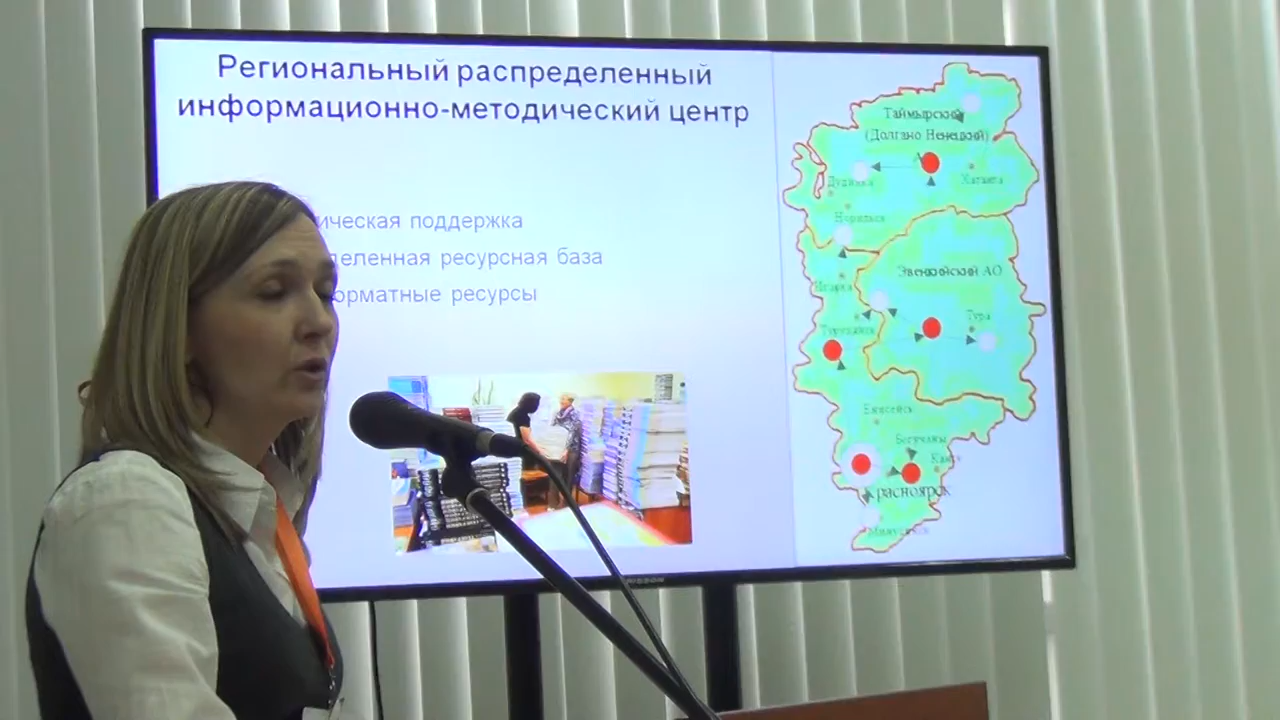 Региональный распределенный
информационно-методический центр
ическая поддержка
деленная ресурсная база
орматные ресурсы
Таймырский
(Долгано Ненецкий)
Дудинка
Хатанга
Норильск
Эвенкийский АО
Игарка
Тура
Туруханск
Енисейск
Богучаны
Канск
Красноярск
Минусинск